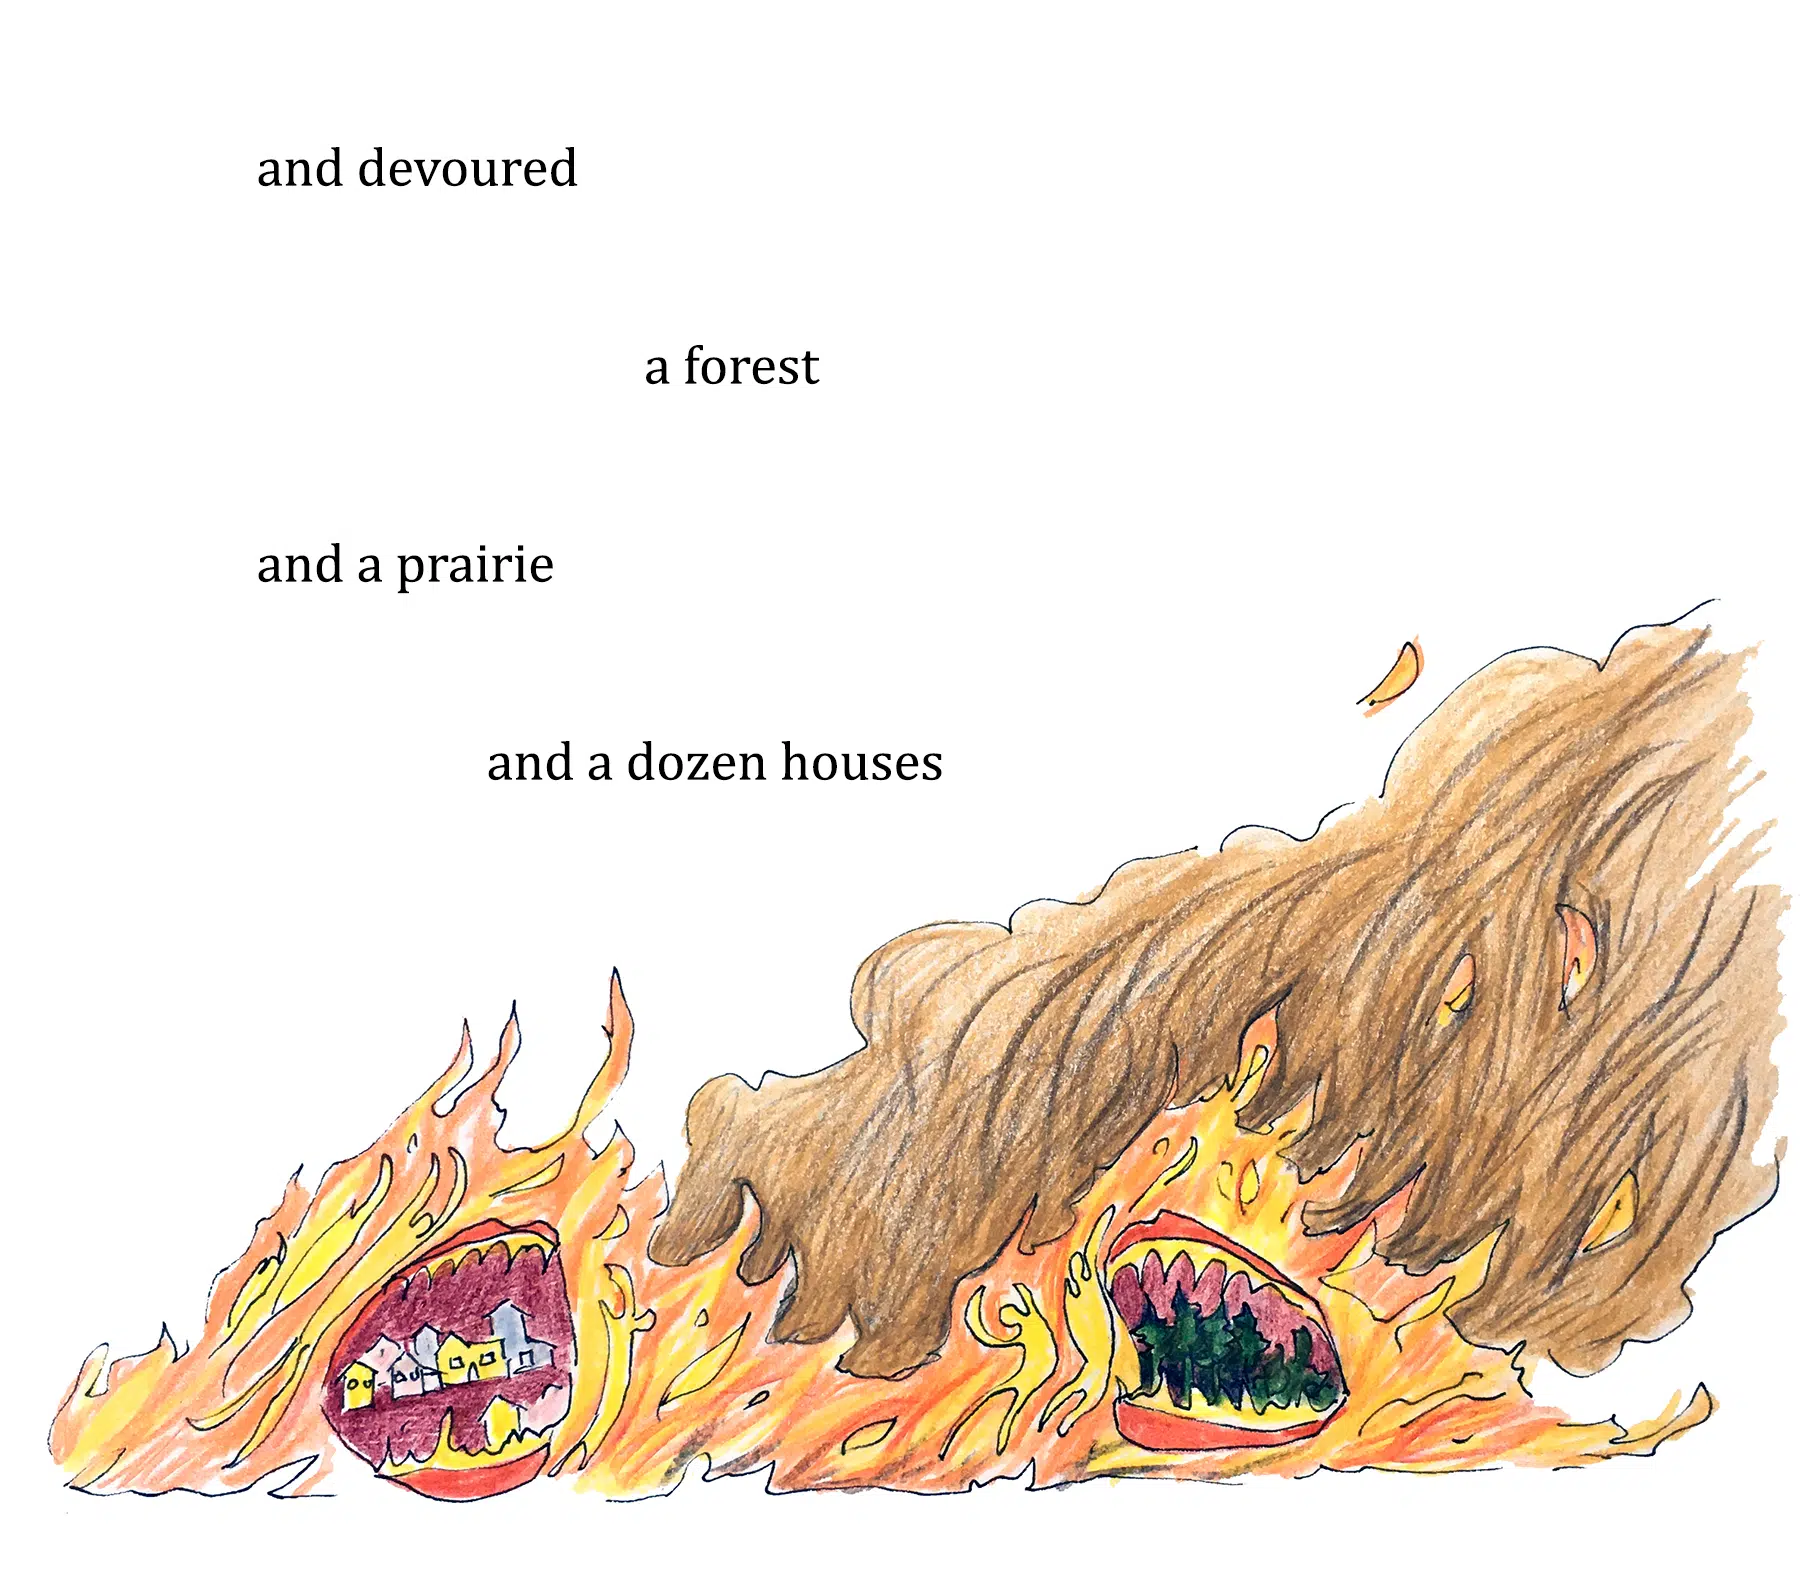 and devoured
a forest
and a prairie
and a dozen houses